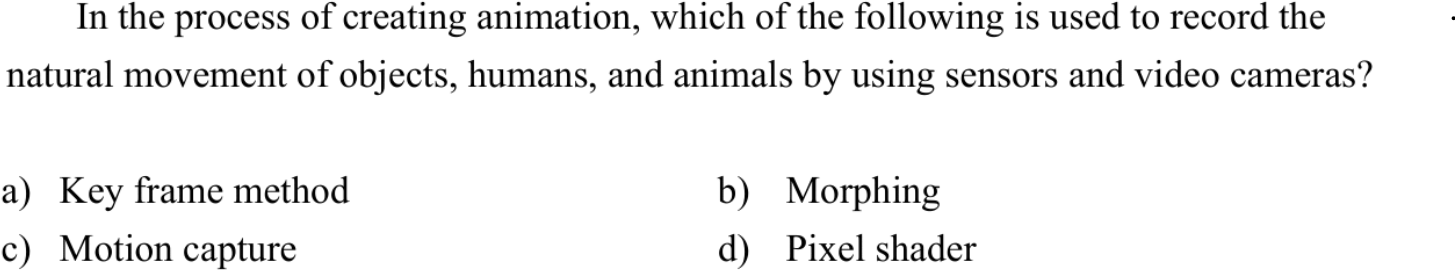 In the process of creating animation, which of the following is used to record the
natural movement of objects, humans, and animals by using sensors and video cameras?
a) Key frame method b) Morphing
c) Motion capture d) Pixel shader